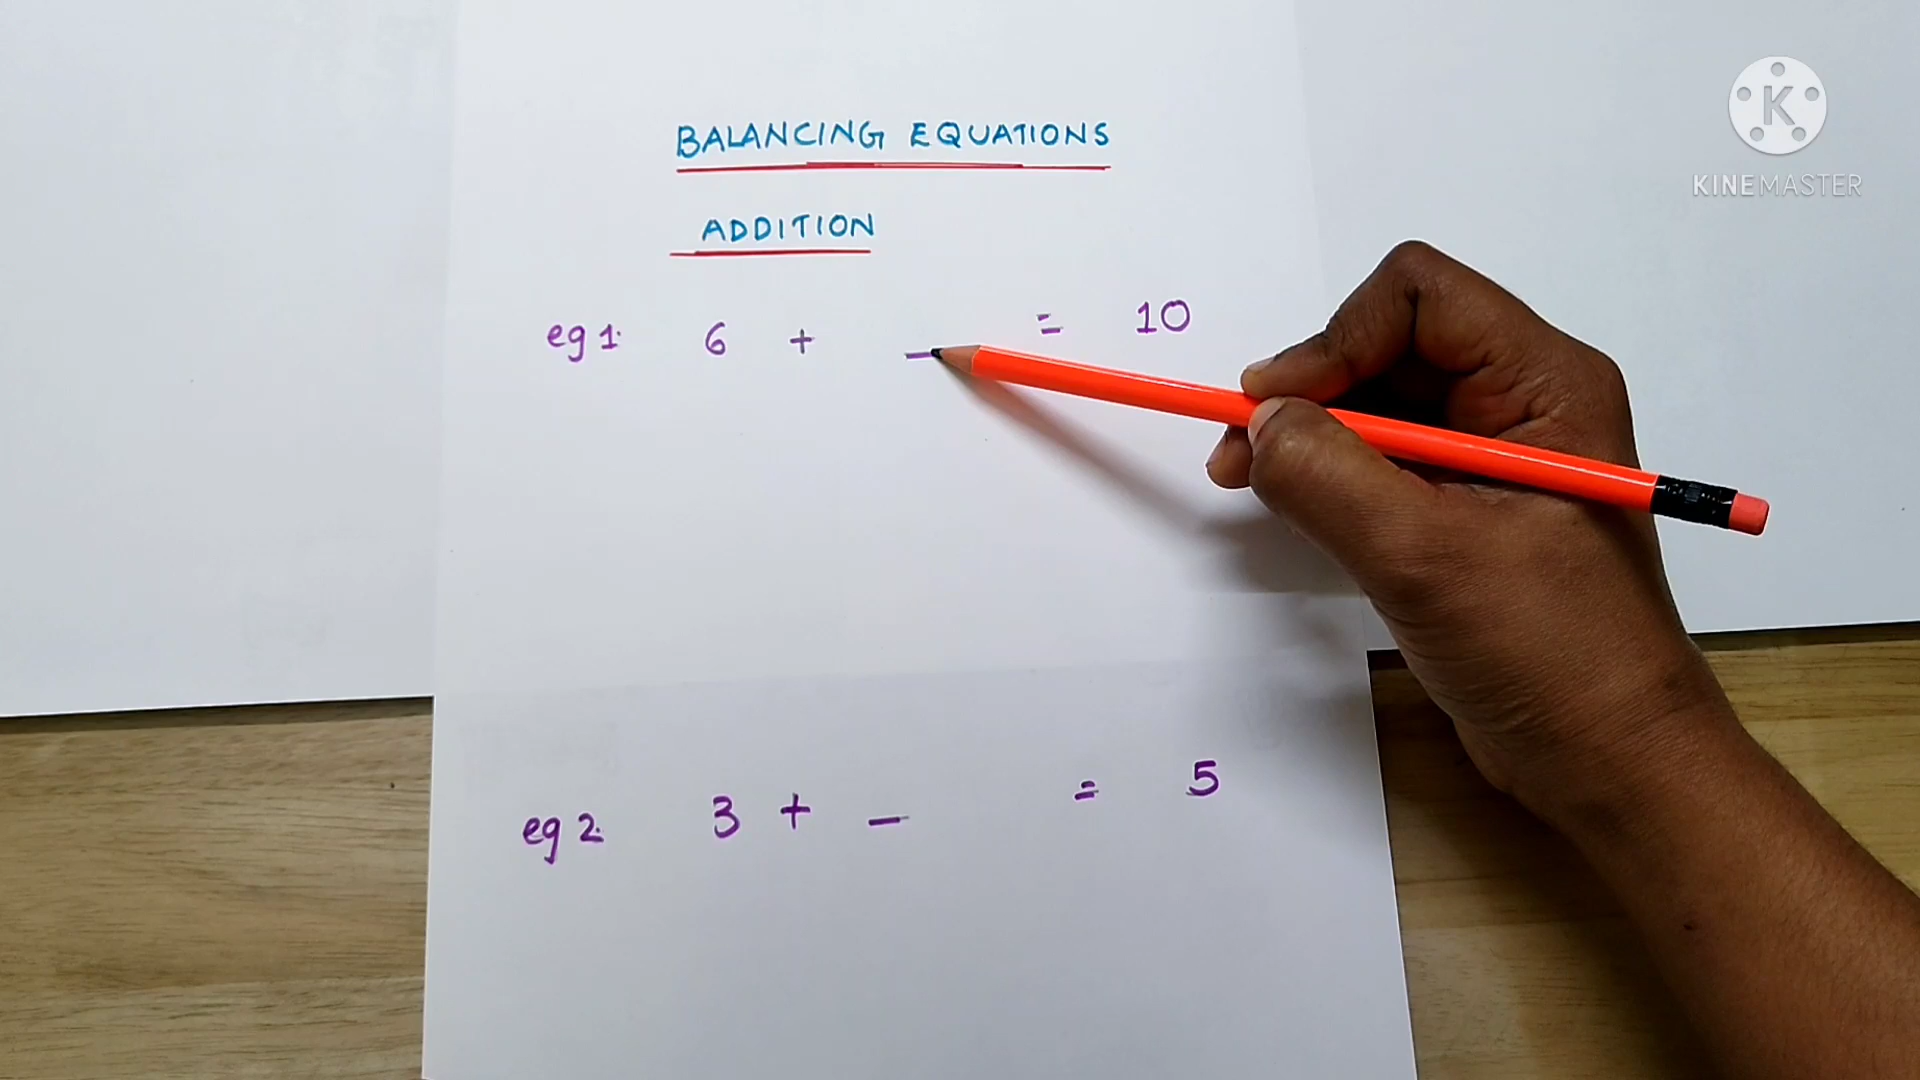 BALANCING EQUATIONS
ADDITION
eg 1. 6 + _ = 10
eg 2. 3 + _ = 5
K
KINEMASTER